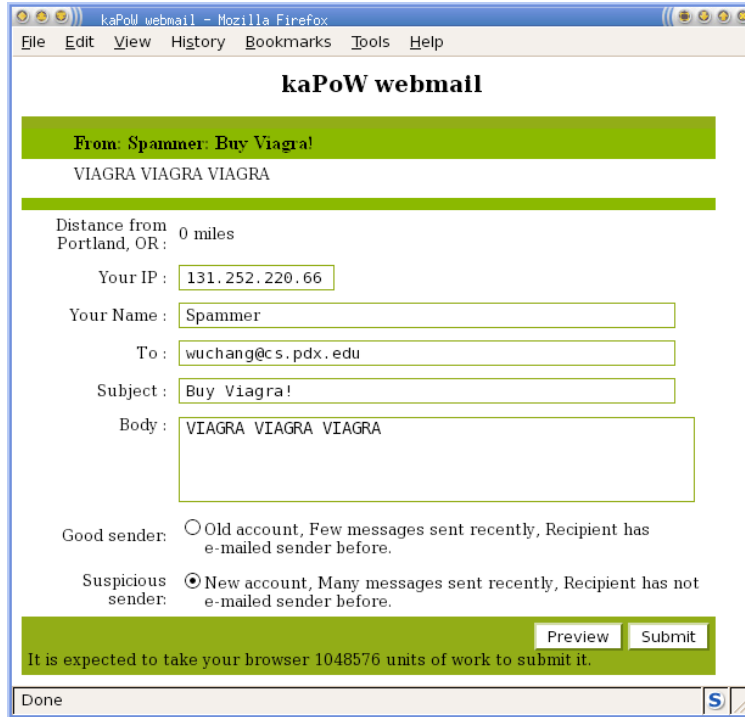 kaPoW webmail - Mozilla Firefox
File Edit View History Bookmarks Tools Help
kaPoW webmail
From: Spammer: Buy Viagra!
VIAGRA VIAGRA VIAGRA
Distance from
Portland, OR : 0 miles
Your IP : 131.252.220.66
Your Name : Spammer
To : wuchang@cs.pdx.edu
Subject : Buy Viagra!
Body : VIAGRA VIAGRA VIAGRA
Good sender: Old account, Few messages sent recently, Recipient has
e-mailed sender before.
Suspicious
sender: New account, Many messages sent recently, Recipient has not
e-mailed sender before.
Preview Submit
It is expected to take your browser 1048576 units of work to submit it.
Done S